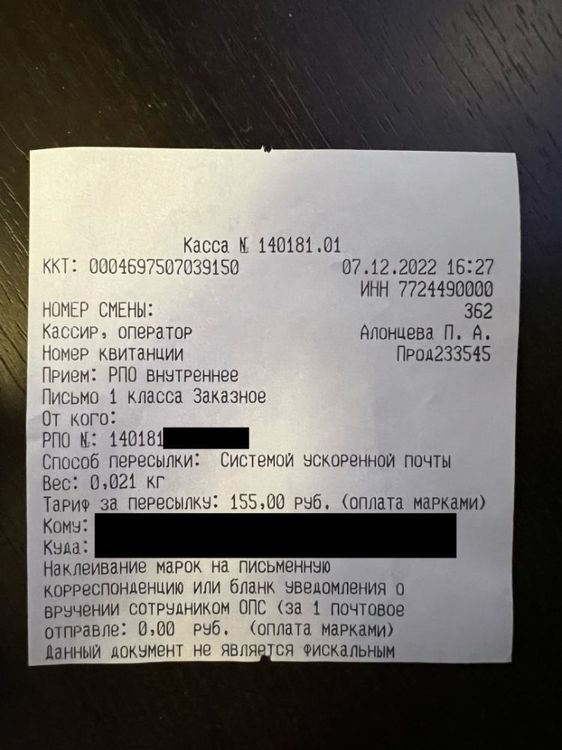 Касса № 140181.01
ККТ: 0004697507039150 07.12.2022 16:27
ИНН 7724490000
НОМЕР СМЕНЫ: 362
Кассир, оператор Алонцева П. А.
Номер квитанции Прод233545
Прием: РПО внутреннее
Письмо 1 класса Заказное
От кого:
РПО №: 140181
Способ пересылки: Системой ускоренной почты
Вес: 0,021 кг
Тариф за пересылку: 155,00 руб. (оплата марками)
Кому:
Куда:
Наклеивание марок на письменную
корреспонденцию или бланк уведомления о
вручении сотрудником ОПС (за 1 почтовое
отправле: 0,00 руб. (оплата марками)
Данный документ не является фискальным